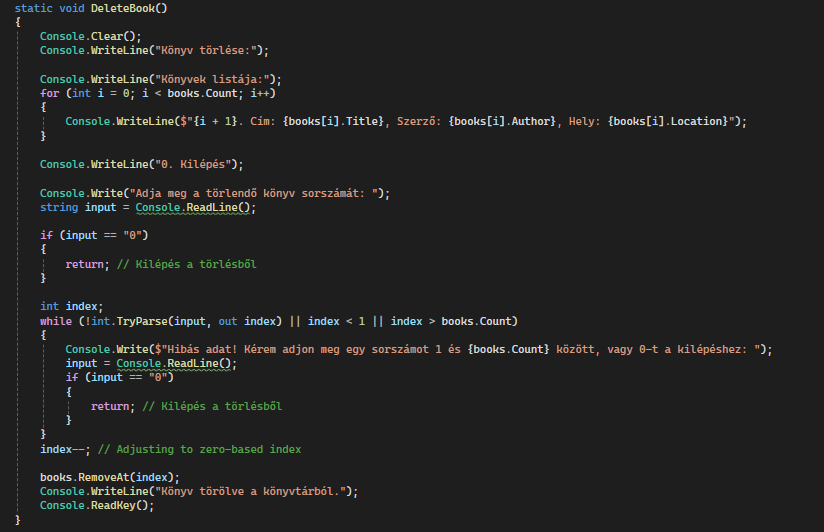 static void DeleteBook()
{
Console.Clear();
Console.WriteLine("Könyv törlése:");
Console.WriteLine("Könyvek listája:");
for (int i = 0; i < books.Count; i++)
{
Console.WriteLine($"{i + 1}. Cím: {books[i].Title}, Szerző: {books[i].Author}, Hely: {books[i].Location}");
}
Console.WriteLine("0. Kilépés");
Console.Write("Adja meg a törlendő könyv sorszámát: ");
string input = Console.ReadLine();
if (input == "0")
{
return; // Kilépés a törlésből
}
int index;
while (!int.TryParse(input, out index) || index < 1 || index > books.Count)
{
Console.Write($"Hibás adat! Kérem adjon meg egy sorszámot 1 és {books.Count} között, vagy 0-t a kilépéshez: ");
input = Console.ReadLine();
if (input == "0")
{
return; // Kilépés a törlésből
}
}
index--; // Adjusting to zero-based index
books.RemoveAt(index);
Console.WriteLine("Könyv törölve a könyvtárból.");
Console.ReadKey();
}